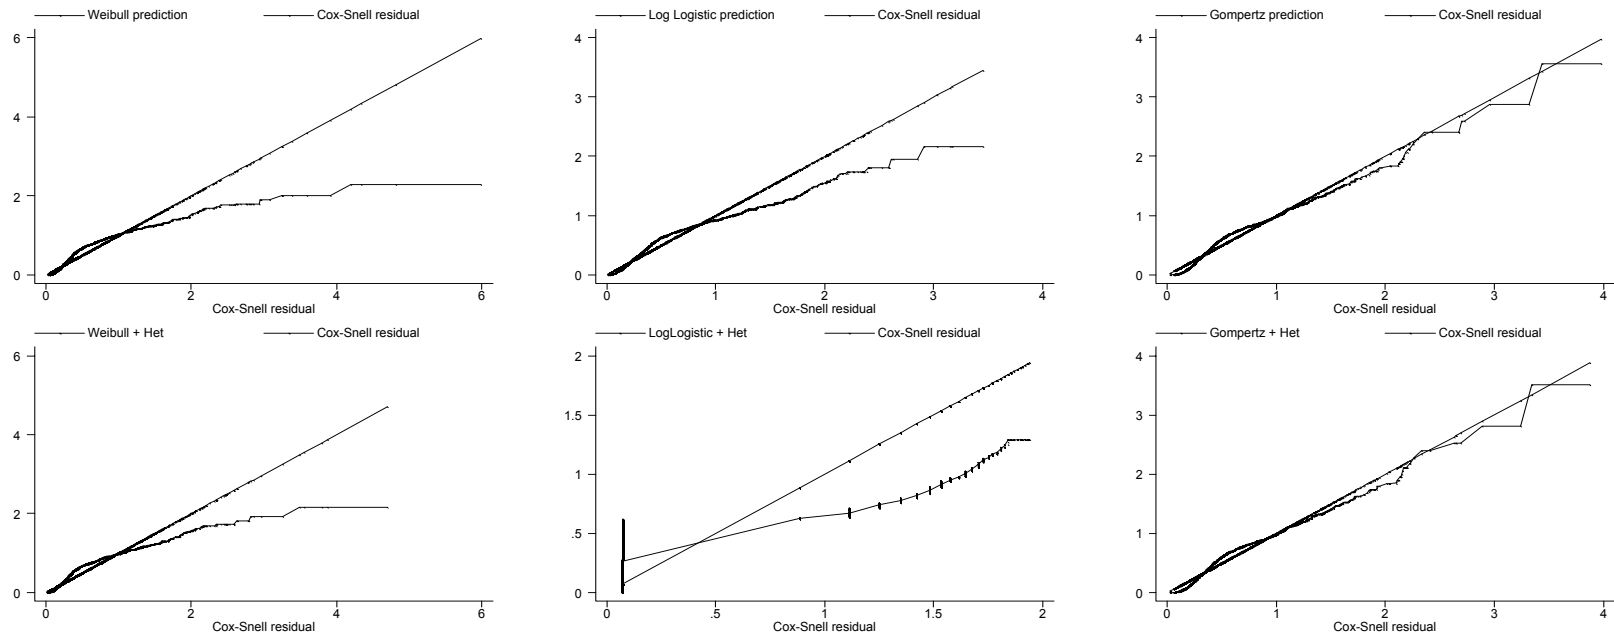 Weibull prediction Cox-Snell residual
6
4
2
0
0 2 4 6
Cox-Snell residual
Log Logistic prediction Cox-Snell residual
4
3
2
1
0
0 1 2 3 4
Cox-Snell residual
Gompertz prediction Cox-Snell residual
4
3
2
1
0
0 1 2 3 4
Cox-Snell residual
Weibull + Het Cox-Snell residual
6
4
2
0
0 2 4 6
Cox-Snell residual
LogLogistic + Het Cox-Snell residual
2
1.5
1
.5
0
0 .5 1 1.5 2
Cox-Snell residual
Gompertz + Het Cox-Snell residual
4
3
2
1
0
0 1 2 3 4
Cox-Snell residual